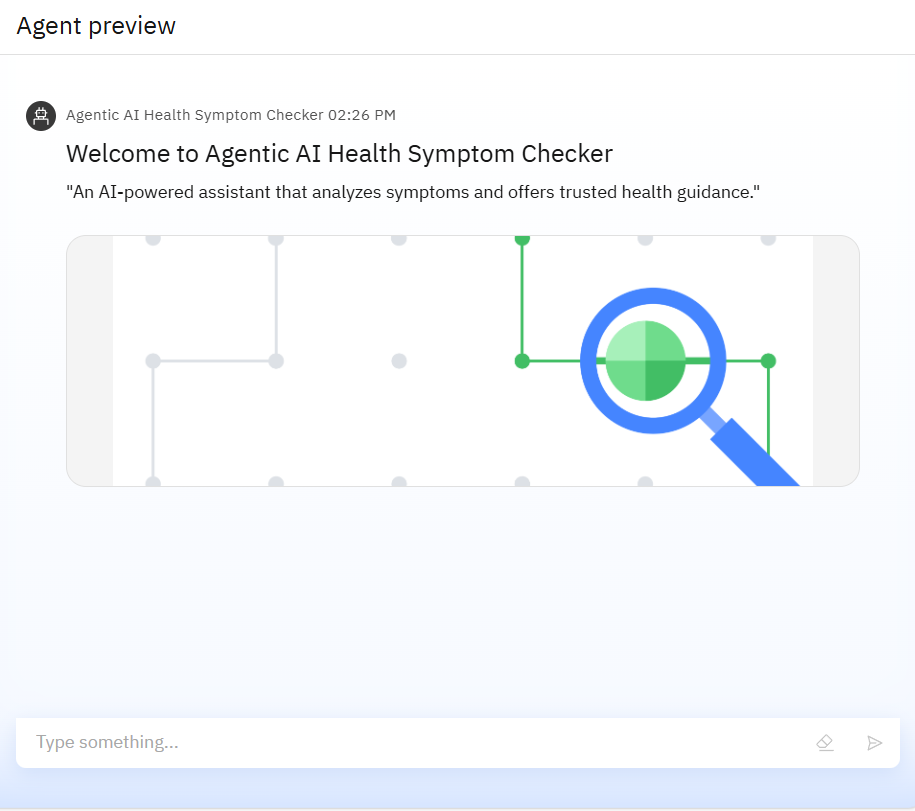 Agent preview
Agentic AI Health Symptom Checker 02:26 PM
Welcome to Agentic AI Health Symptom Checker
"An AI-powered assistant that analyzes symptoms and offers trusted health guidance."
Type something...